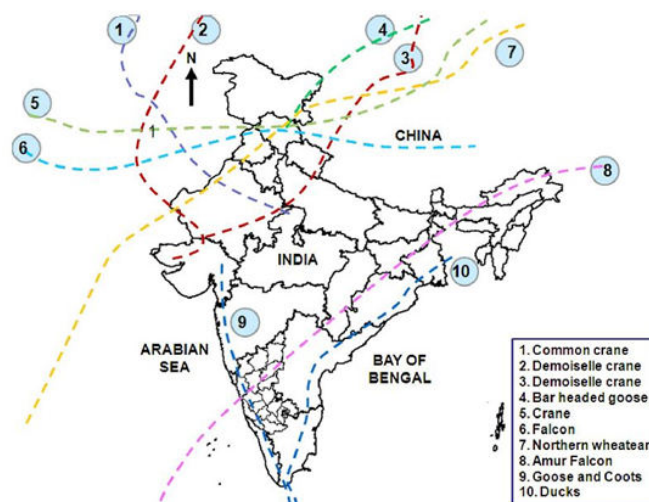 1
2
4
3
7
N
5
1
6
CHINA
8
INDIA
10
9
ARABIAN
SEA
BAY OF
BENGAL
1. Common crane
2. Demoiselle crane
3. Demoiselle crane
4. Bar headed goose
5. Crane
6. Falcon
7. Northern wheatear
8. Amur Falcon
9. Goose and Coots
10. Ducks